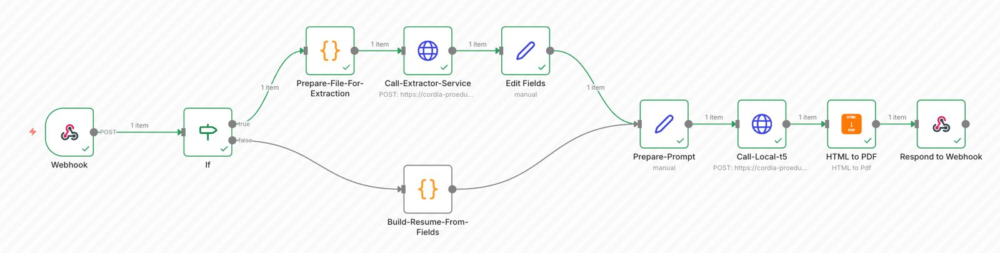 1 item
1 item
Prepare-File-For-
Extraction
Call-Extractor-Service
POST: https://cordia-proedu...
Edit Fields
manual
1 item
1 item
POST
1 item
true
false
Webhook
If
1 item
1 item
1 item
HTML
PDF
Prepare-Prompt
manual
Call-Local-t5
POST: https://cordia-proedu...
HTML to PDF
HTML to Pdf
Respond to Webhook
Build-Resume-From-
Fields